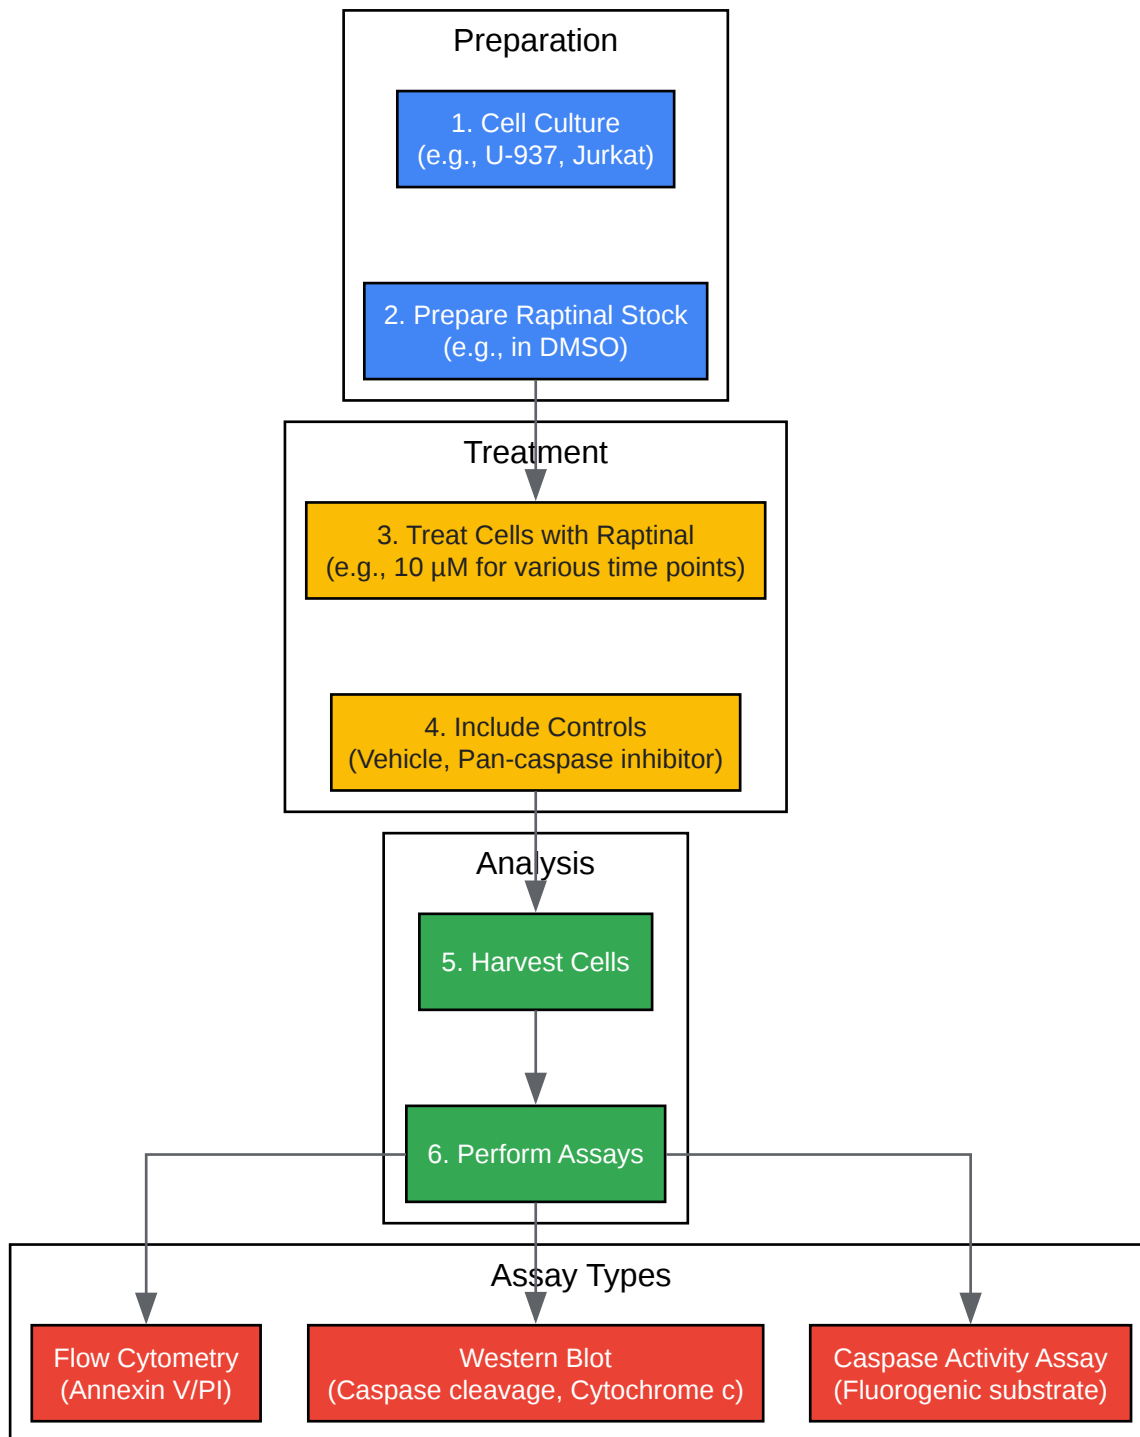 Preparation
1. Cell Culture
(e.g., U-937, Jurkat)
2. Prepare Raptinal Stock
(e.g., in DMSO)
Treatment
3. Treat Cells with Raptinal
(e.g., 10 µM for various time points)
4. Include Controls
(Vehicle, Pan-caspase inhibitor)
Analysis
5. Harvest Cells
6. Perform Assays
Assay Types
Flow Cytometry
(Annexin V/PI)
Western Blot
(Caspase cleavage, Cytochrome c)
Caspase Activity Assay
(Fluorogenic substrate)